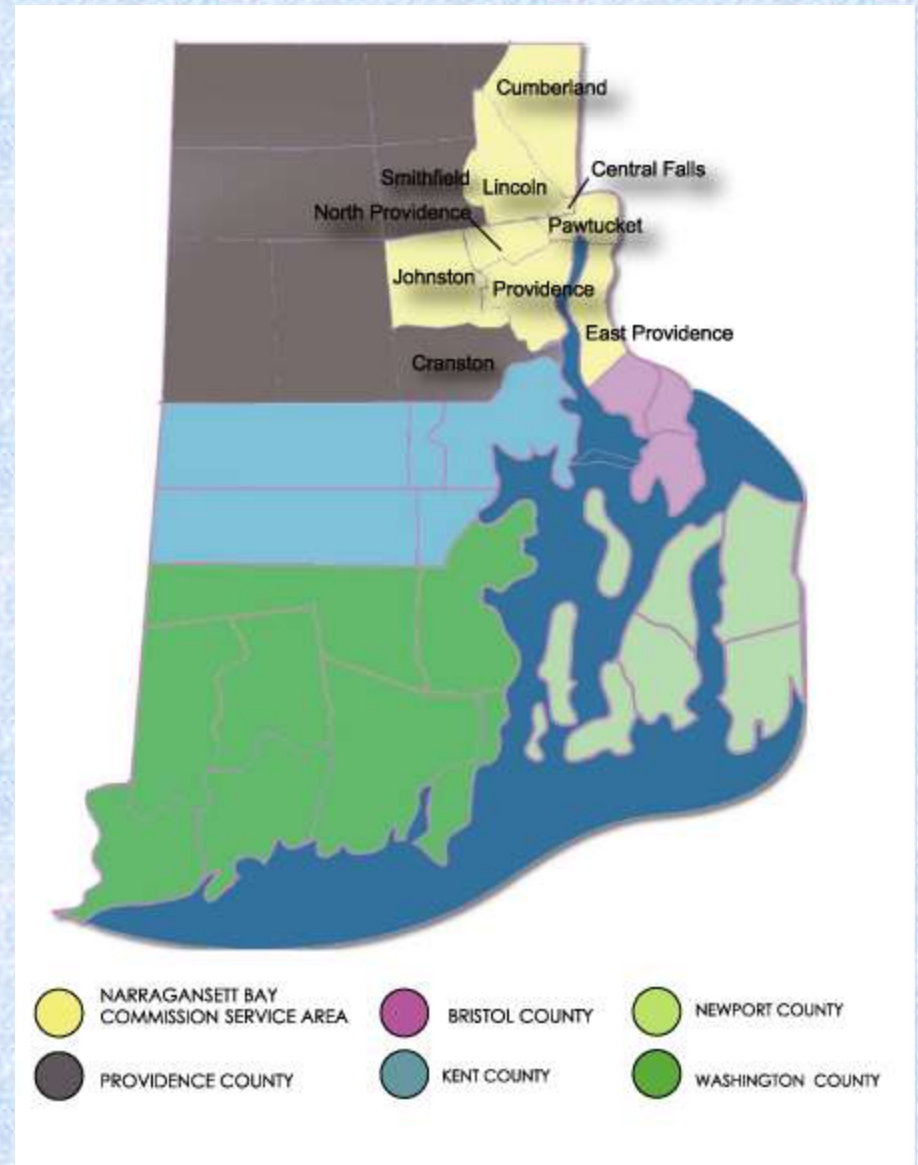 Cumberland
Central Falls
Smithfield
Lincoln
North Providence
Pawtucket
Johnston
Providence
East Providence
Cranston
NARRAGANSETT BAY
COMMISSION SERVICE AREA
BRISTOL COUNTY
NEWPORT COUNTY
PROVIDENCE COUNTY
KENT COUNTY
WASHINGTON COUNTY